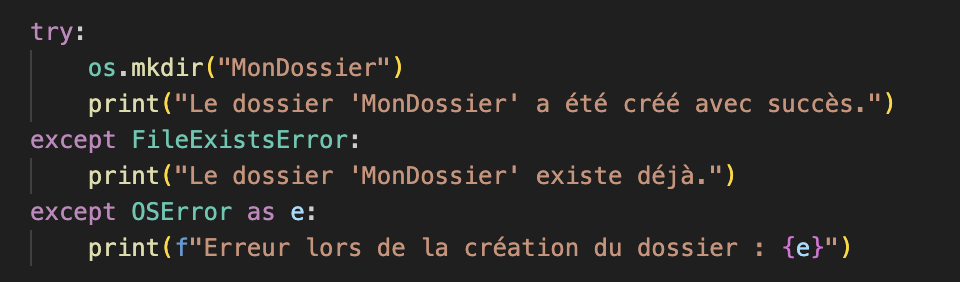 try:
    os.mkdir("MonDossier")
    print("Le dossier 'MonDossier' a été créé avec succès.")
except FileExistsError:
    print("Le dossier 'MonDossier' existe déjà.")
except OSError as e:
    print(f"Erreur lors de la création du dossier : {e}")